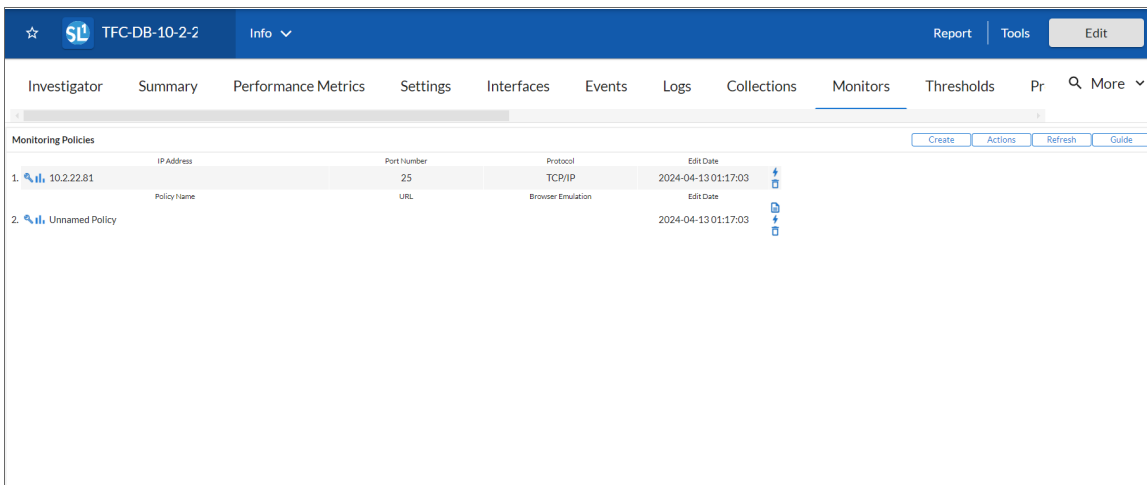 SL1 TFC-DB-10-2-2 Info Report Tools Edit
Investigator Summary Performance Metrics Settings Interfaces Events Logs Collections Monitors Thresholds Pr More
Monitoring Policies Create Actions Refresh Guide
IP Address Port Number Protocol Edit Date
1. 10.2.22.81 25 TCP/IP 2024-04-13 01:17:03
Policy Name URL Browser Emulation Edit Date
2. Unnamed Policy 2024-04-13 01:17:03